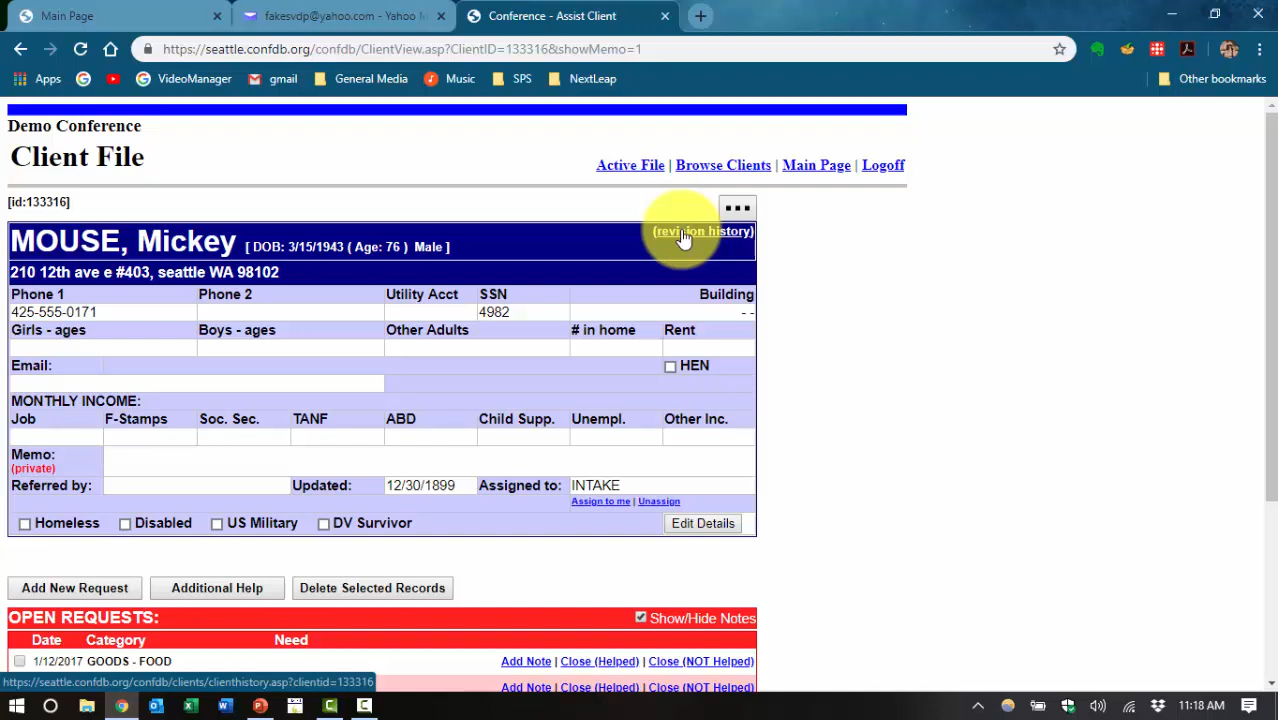 Main Page
fakesvdp@yahoo.com - Yahoo M
Conference - Assist Client
https://seattle.confdb.org/confdb/ClientView.asp?ClientID=133316&showMemo=1
Apps VideoManager gmail General Media Music SPS NextLeap Other bookmarks
Demo Conference
Client File
Active File | Browse Clients | Main Page | Logoff
[id:133316]
(revision history)
MOUSE, Mickey [ DOB: 3/15/1943 ( Age: 76 ) Male ]
210 12th ave e #403, seattle WA 98102
Phone 1 Phone 2 Utility Acct SSN Building
425-555-0171 4982 - -
Girls - ages Boys - ages Other Adults # in home Rent
Email: HEN
MONTHLY INCOME:
Job F-Stamps Soc. Sec. TANF ABD Child Supp. Unempl. Other Inc.
Memo:
(private)
Referred by: Updated: 12/30/1899 Assigned to: INTAKE
Assign to me | Unassign
Homeless Disabled US Military DV Survivor Edit Details
Add New Request Additional Help Delete Selected Records
OPEN REQUESTS: Show/Hide Notes
Date Category Need
1/12/2017 GOODS - FOOD Add Note | Close (Helped) | Close (NOT Helped)
Add Note | Close (Helped) | Close (NOT Helped)
https://seattle.confdb.org/confdb/clients/clienthistory.asp?clientid=133316
11:18 AM